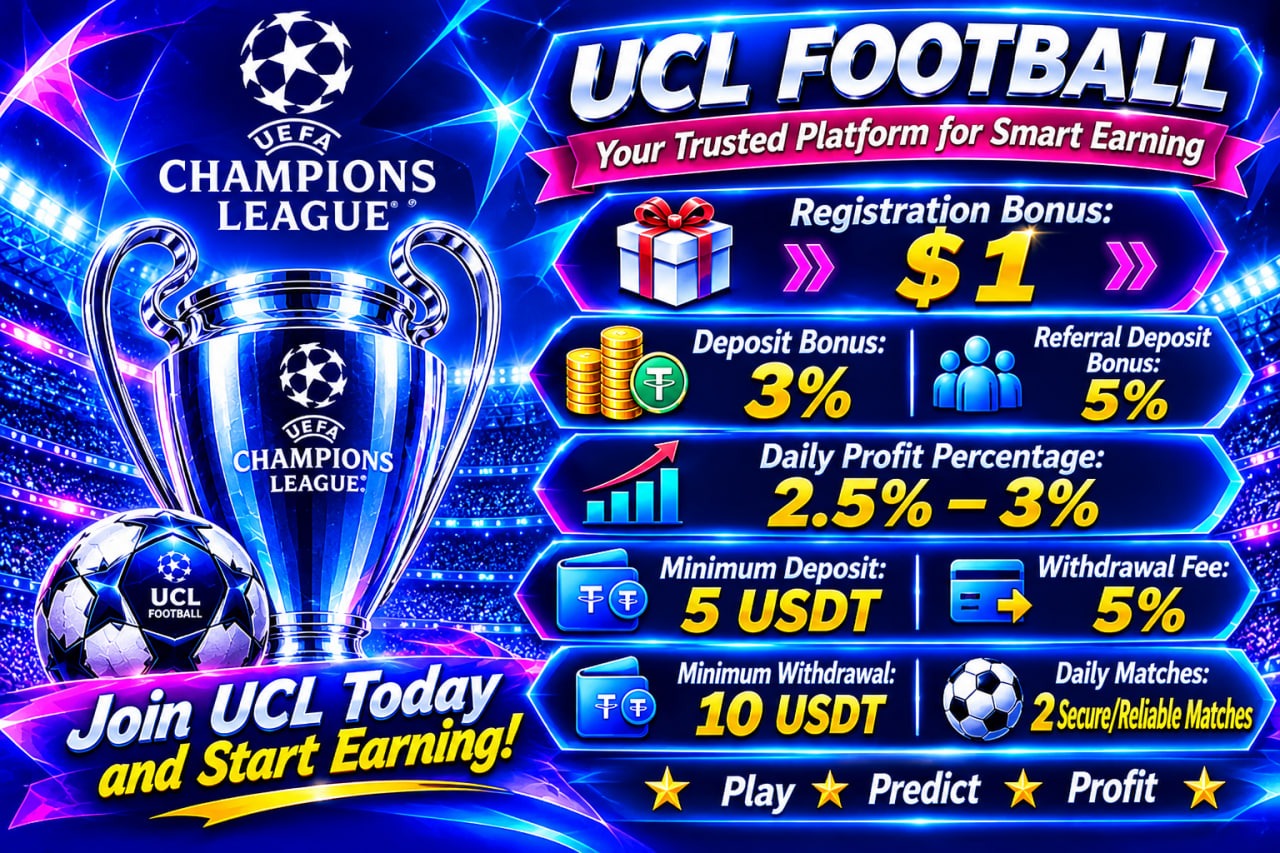 UEFA
CHAMPIONS
LEAGUE
UEFA
CHAMPIONS
LEAGUE
UCL
FOOTBALL
Join UCL Today
and Start Earning!
UCL FOOTBALL
Your Trusted Platform for Smart Earning
Registration Bonus:
$1
Deposit Bonus:
3%
Referral Deposit
Bonus:
5%
Daily Profit Percentage:
2.5% – 3%
Minimum Deposit:
5 USDT
Withdrawal Fee:
5%
Minimum Withdrawal:
10 USDT
Daily Matches:
2 Secure/Reliable Matches
Play Predict Profit